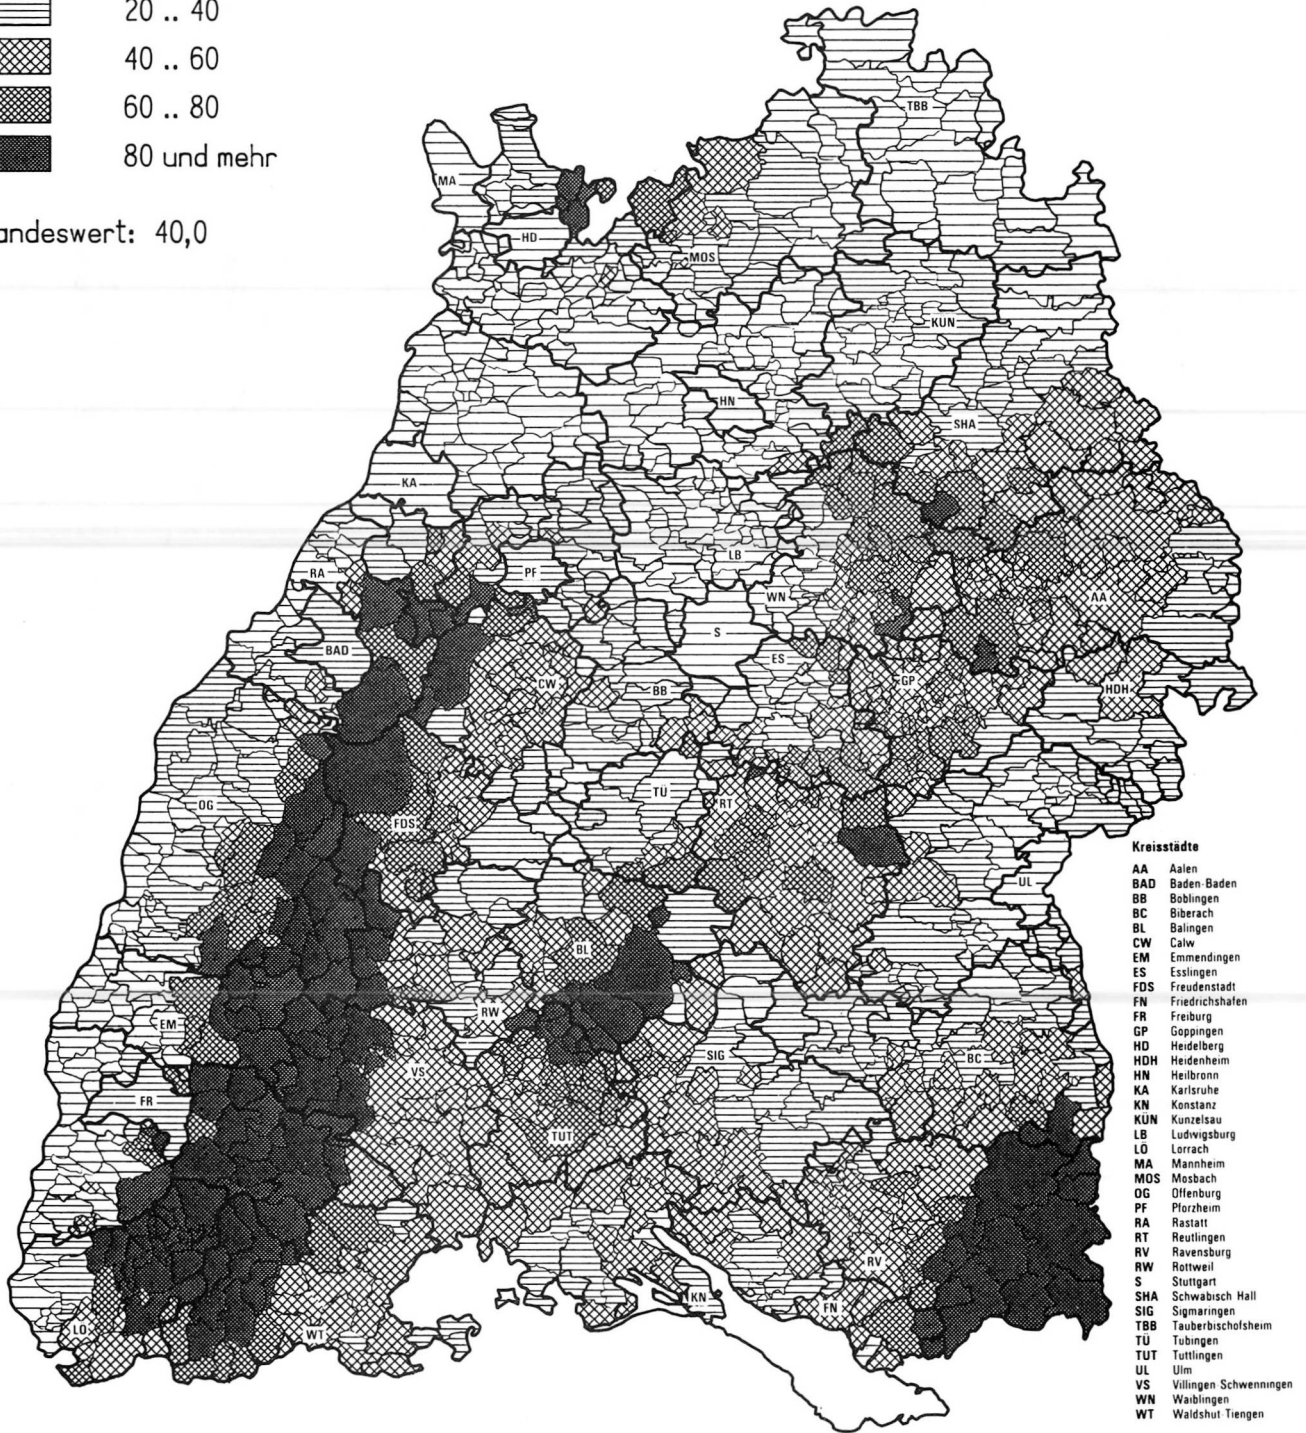 20 .. 40
40 .. 60
60 .. 80
80 und mehr
andeswert: 40,0
TBB
MA
HD
MOS
KÜN
HN
SHA
KA
LB
RA
PF
WN
AA
S
BAD
ES
CW
BB
GP
HDH
TÜ
OG
RT
FDS
UL
BL
RW
EM
SIG
BC
VS
FR
TUT
RV
KN
FN
LÖ
WT
Kreisstädte
AA Aalen
BAD Baden-Baden
BB Boblingen
BC Biberach
BL Balingen
CW Calw
EM Emmendingen
ES Esslingen
FDS Freudenstadt
FN Friedrichshafen
FR Freiburg
GP Goppingen
HD Heidelberg
HDH Heidenheim
HN Heilbronn
KA Karlsruhe
KN Konstanz
KÜN Kunzelsau
LB Ludwigsburg
LÖ Lorrach
MA Mannheim
MOS Mosbach
OG Offenburg
PF Pforzheim
RA Rastatt
RT Reutlingen
RV Ravensburg
RW Rottweil
S Stuttgart
SHA Schwabisch Hall
SIG Sigmaringen
TBB Tauberbischofsheim
TÜ Tubingen
TUT Tuttlingen
UL Ulm
VS Villingen-Schwenningen
WN Waiblingen
WT Waldshut-Tiengen